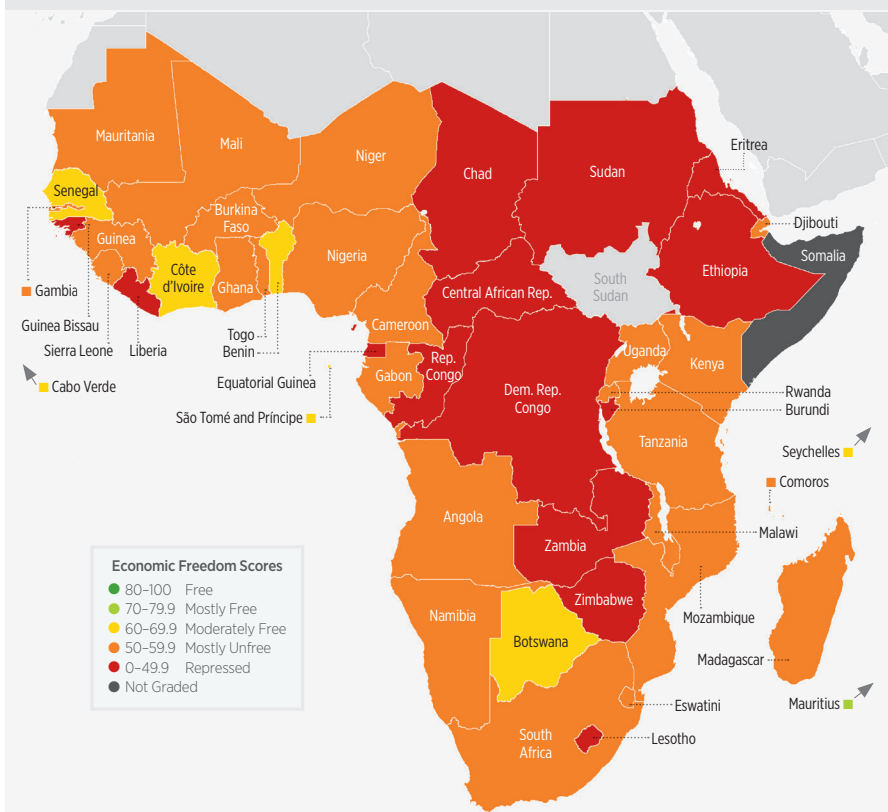 Eritrea
Mauritania
Mali
Niger
Chad
Sudan
Senegal
Djibouti
Burkina
Faso
Guinea
Nigeria
Somalia
Côte
d'Ivoire
Ghana
Ethiopia
South
Sudan
Central African Rep.
Gambia
Guinea Bissau
Cameroon
Togo
Sierra Leone
Liberia
Benin
Uganda
Kenya
Rep.
Congo
Gabon
Equatorial Guinea
Cabo Verde
Dem. Rep.
Congo
Rwanda
Burundi
São Tomé and Príncipe
Tanzania
Seychelles
Comoros
Angola
Malawi
Zambia
Economic Freedom Scores
80–100 Free
70–79.9 Mostly Free
60–69.9 Moderately Free
50–59.9 Mostly Unfree
0–49.9 Repressed
Not Graded
Zimbabwe
Namibia
Mozambique
Botswana
Madagascar
Mauritius
Eswatini
South
Africa
Lesotho